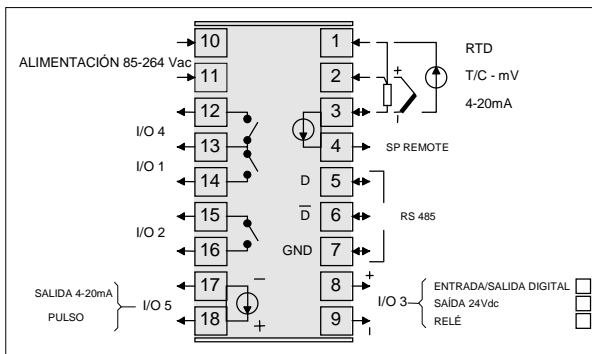 ALIMENTACIÓN 85-264 Vac
10
11
12
13
14
15
16
17
18
1
2
3
4
5
6
7
8
9
I/O 4
I/O 1
I/O 2
SALIDA 4-20mA
PULSO
I/O 5
−
+
D
D̅
GND
+
−
RTD
T/C - mV
4-20mA
SP REMOTE
RS 485
+
−
I/O 3
ENTRADA/SALIDA DIGITAL
SAÍDA 24Vdc
RELÉ